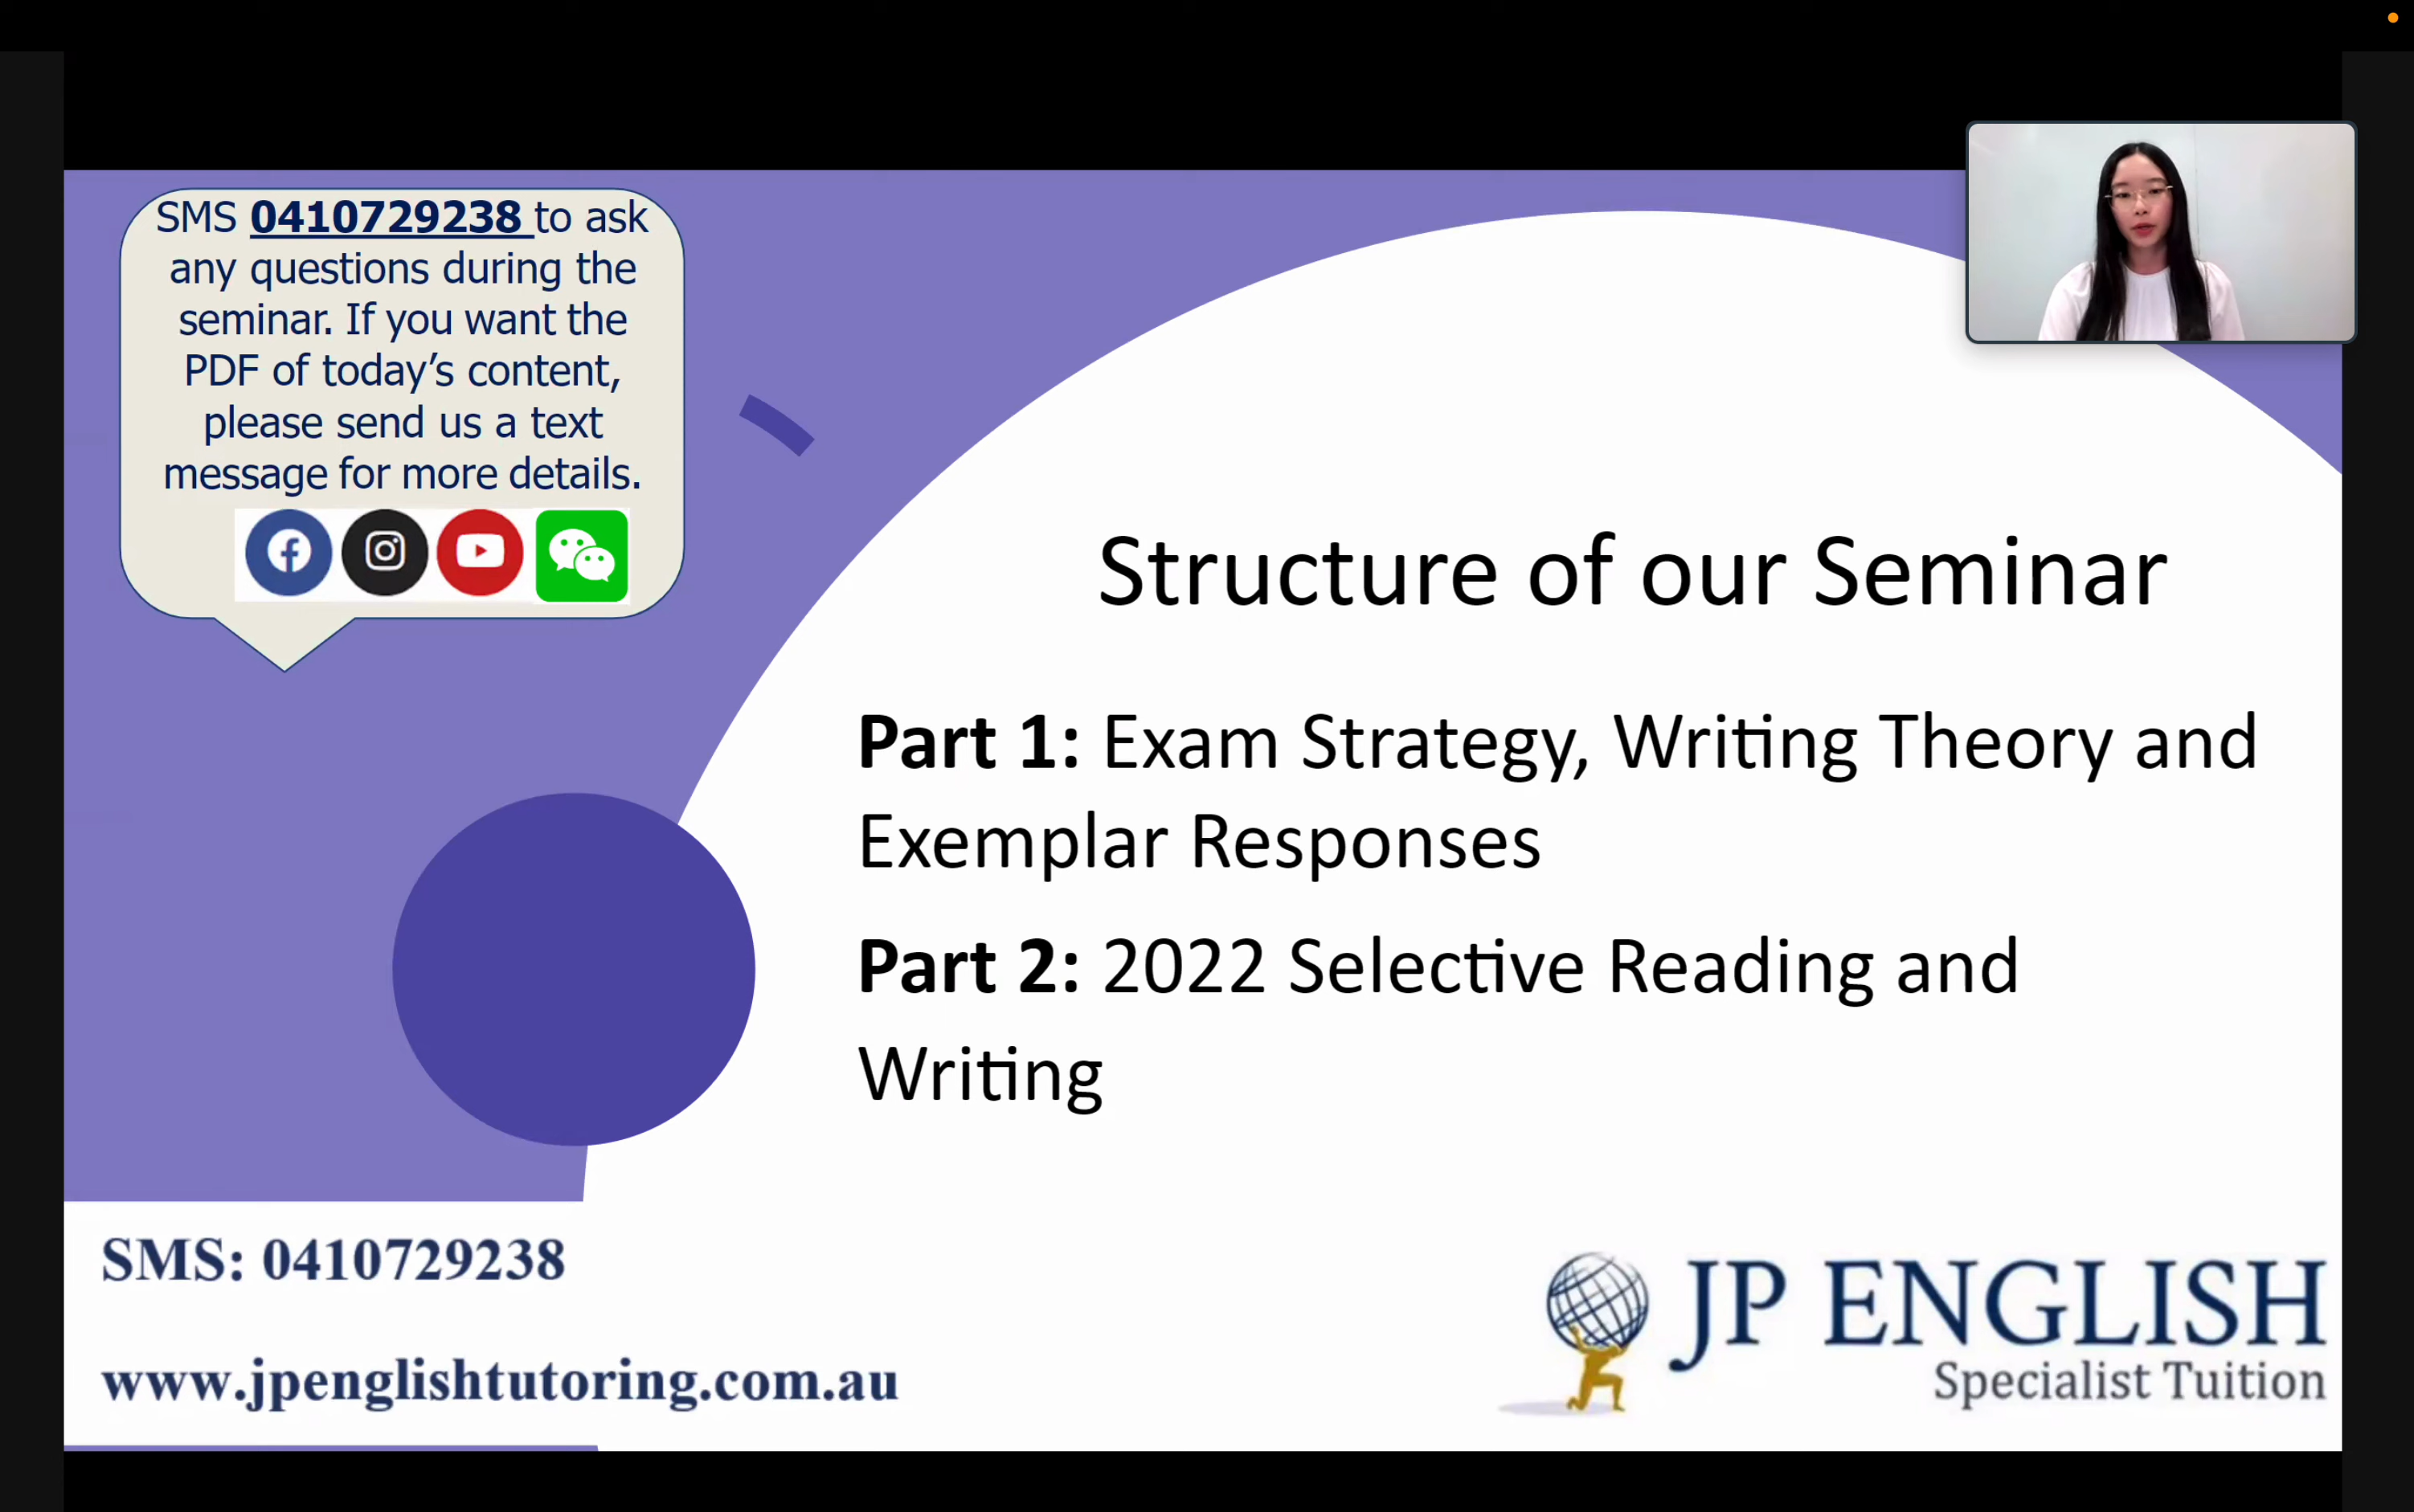 SMS 0410729238 to ask
any questions during the
seminar. If you want the
PDF of today’s content,
please send us a text
message for more details.
Structure of our Seminar
Part 1: Exam Strategy, Writing Theory and
Exemplar Responses
Part 2: 2022 Selective Reading and
Writing
SMS: 0410729238
www.jpenglishtutoring.com.au
JP ENGLISH
Specialist Tuition